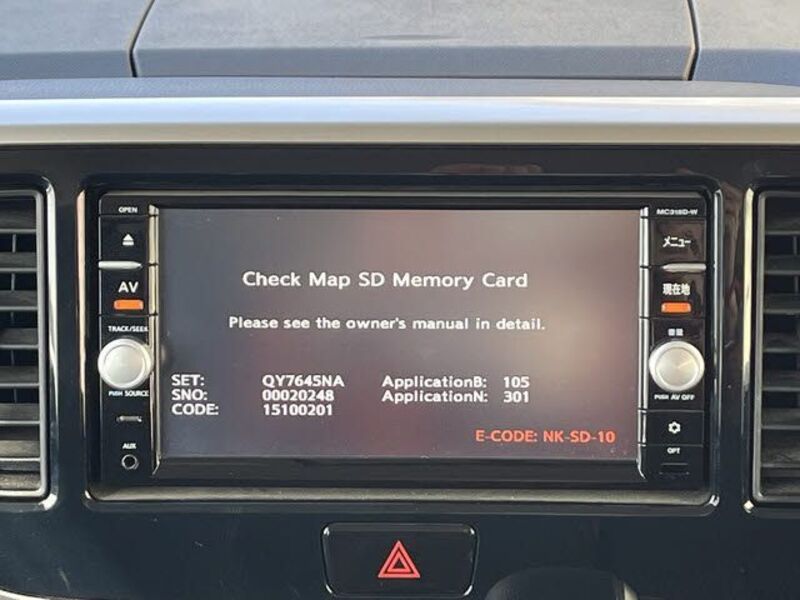 OPEN
MC315D-W
AV
メニュー
現在地
TRACK/SEEK
音量
PUSH SOURCE
PUSH AV OFF
AUX
OPT
Check Map SD Memory Card
Please see the owner's manual in detail.
SET: QY7645NA ApplicationB: 105
SNO: 00020248 ApplicationN: 301
CODE: 15100201
E-CODE: NK-SD-10